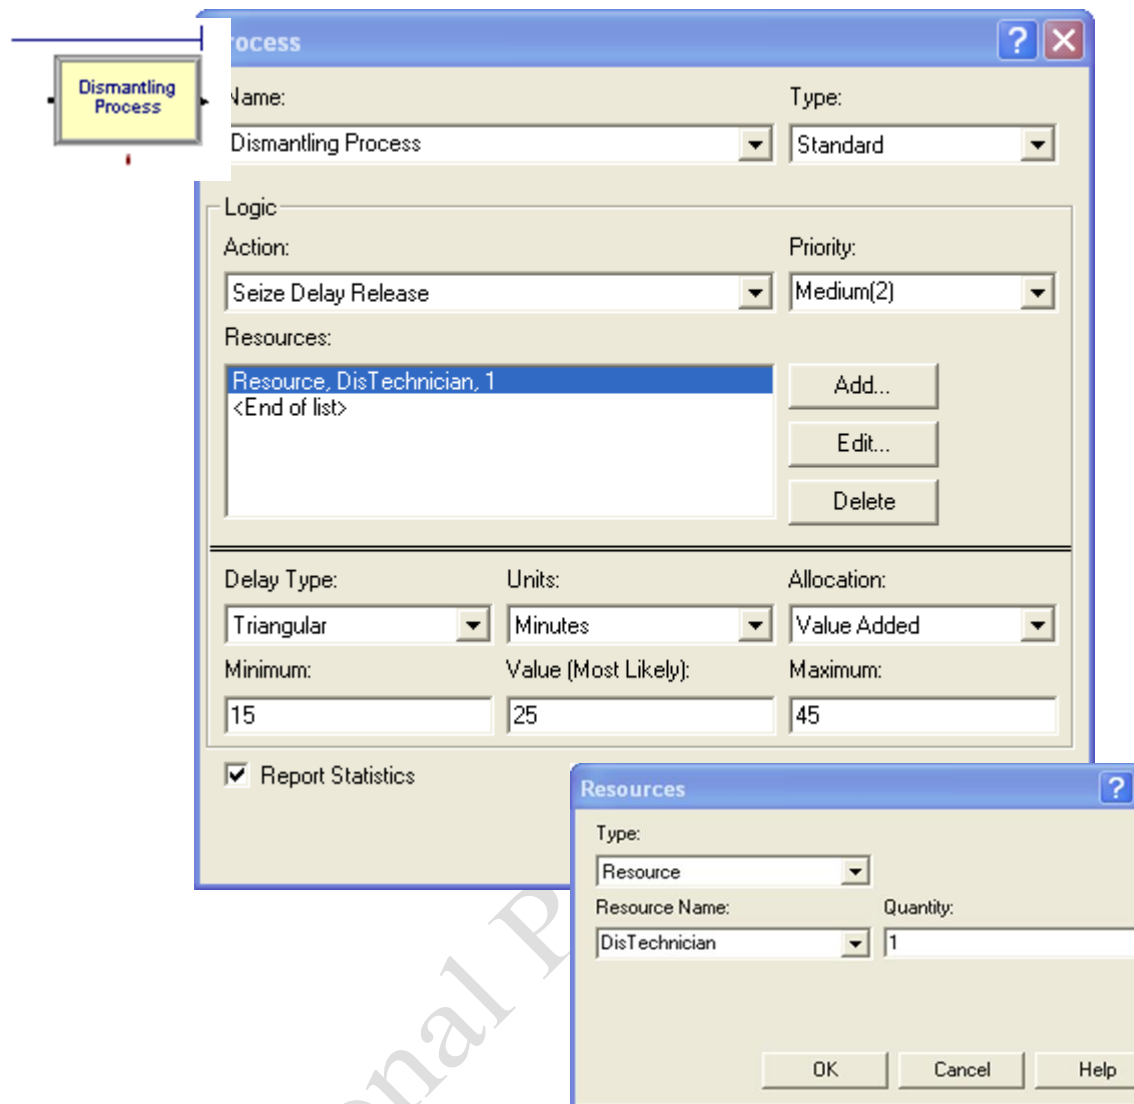 Dismantling
Process
rocess
?
Name:
Type:
Dismantling Process
Standard
Logic
Action:
Priority:
Seize Delay Release
Medium(2)
Resources:
Resource, DisTechnician, 1
Add...
<End of list>
Edit...
Delete
Delay Type:
Units:
Allocation:
Triangular
Minutes
Value Added
Minimum:
Value (Most Likely):
Maximum:
15
25
45
Report Statistics
Resources
?
Type:
Resource
Resource Name:
Quantity:
DisTechnician
1
OK
Cancel
Help
onal P